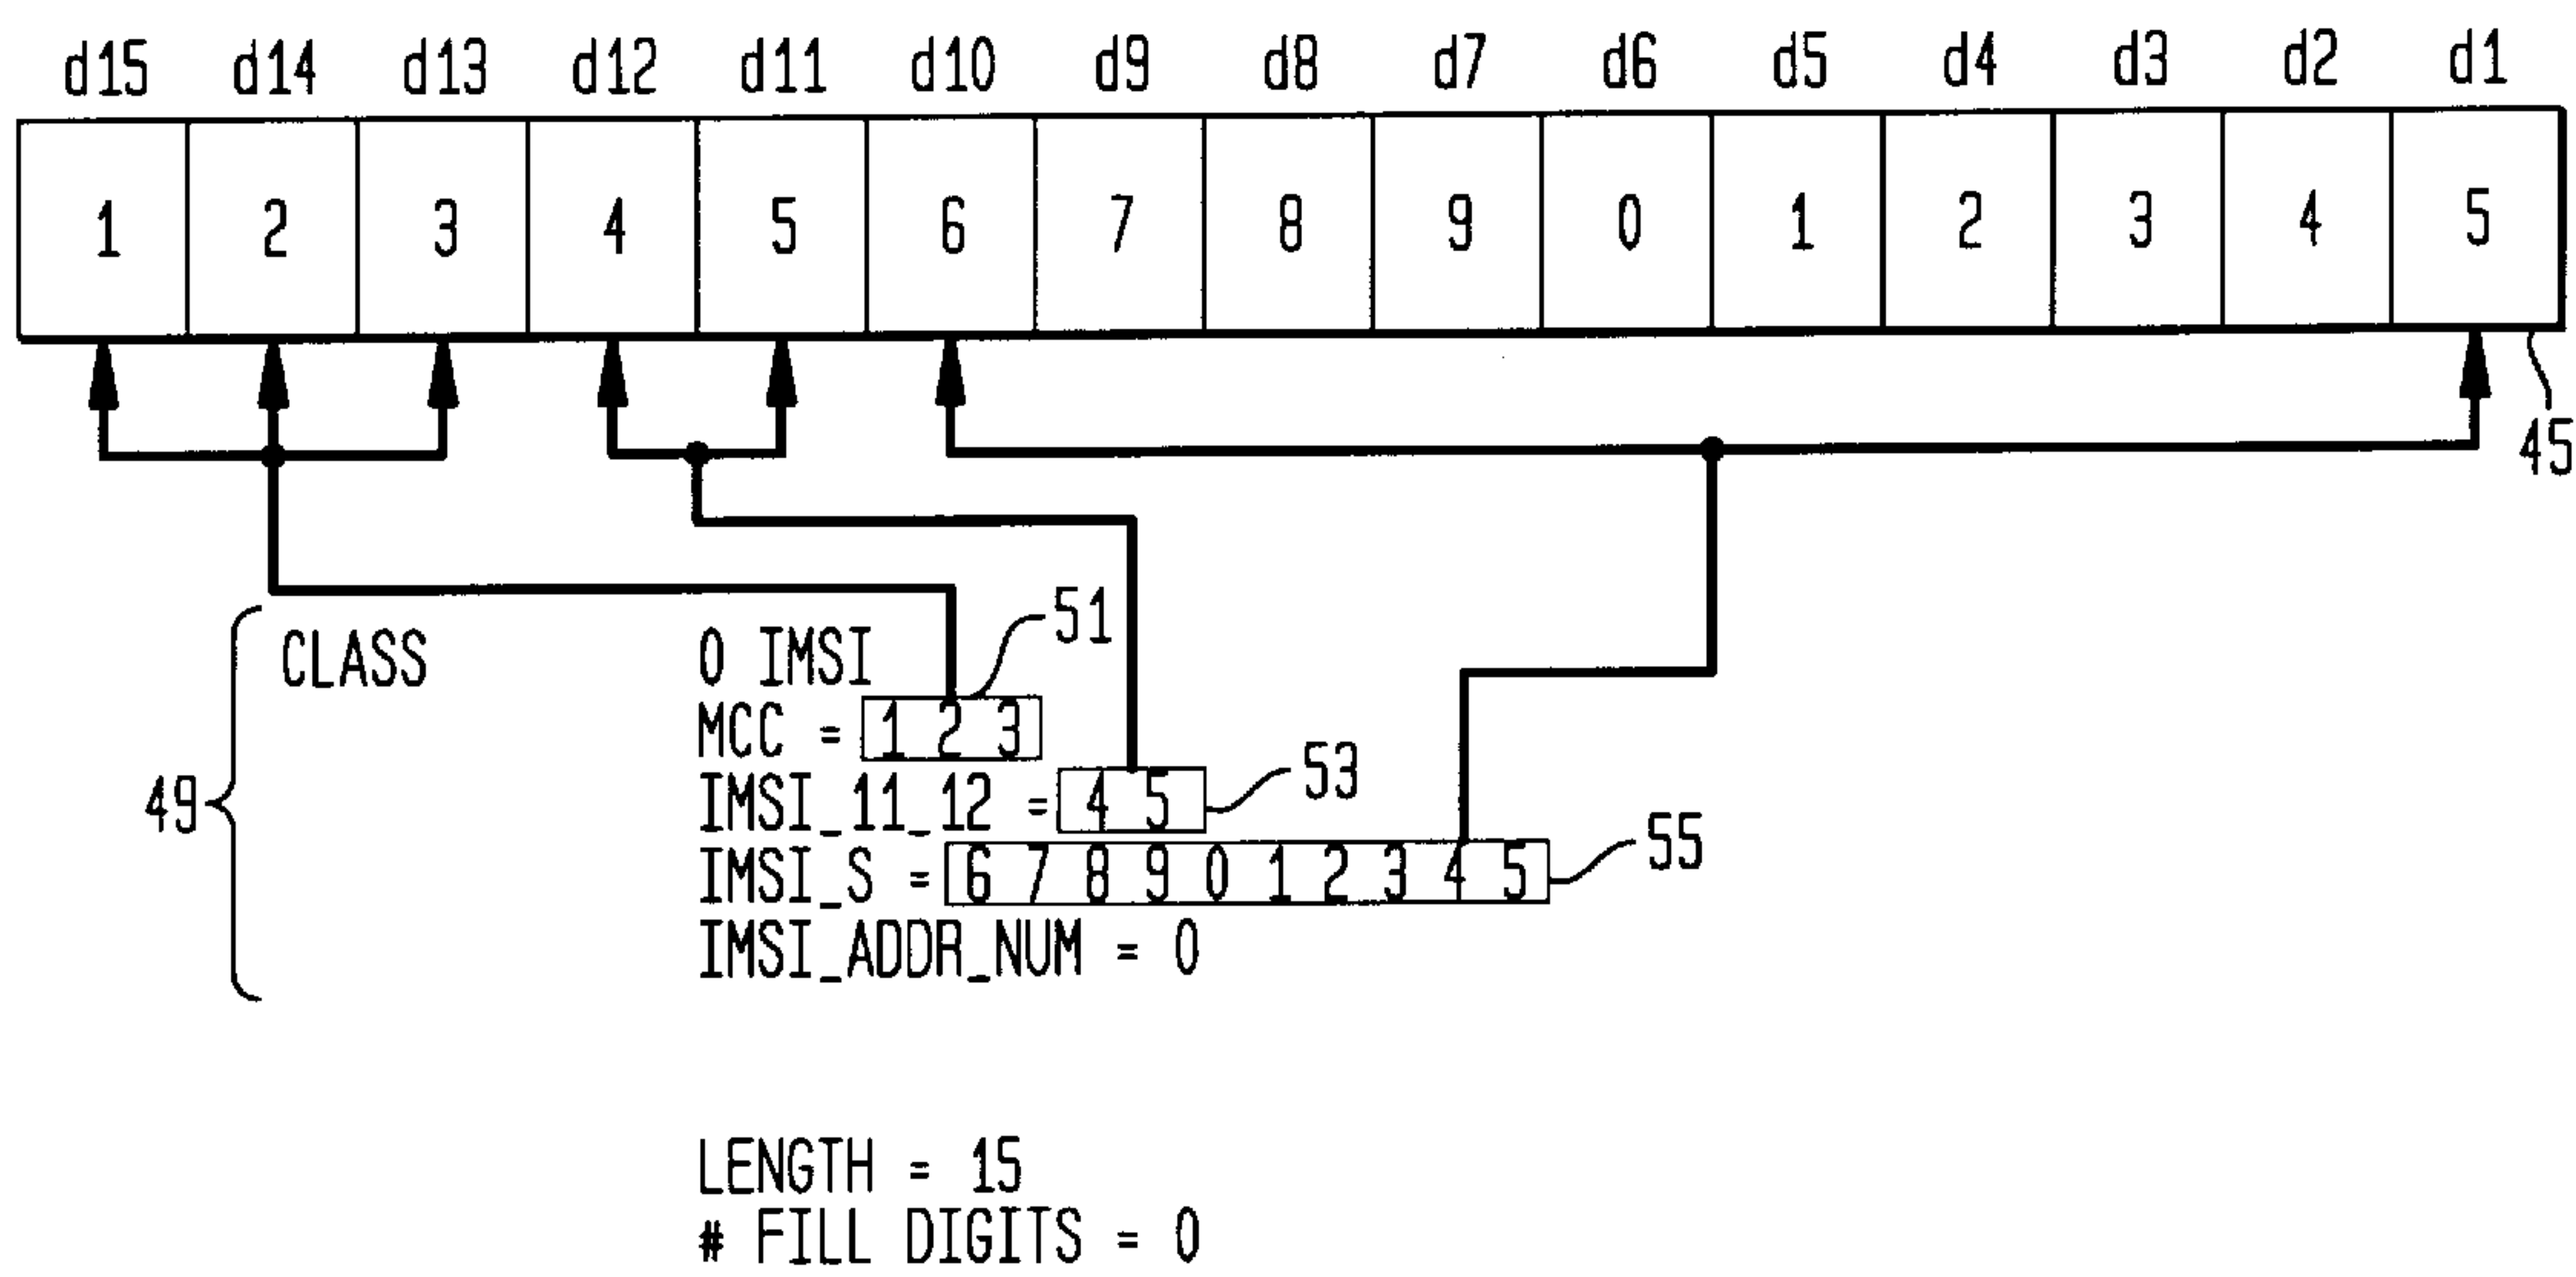 d15 d14 d13 d12 d11 d10 d9 d8 d7 d6 d5 d4 d3 d2 d1
1 2 3 4 5 6 7 8 9 0 1 2 3 4 5
45
51
CLASS 0 IMSI
MCC = 1 2 3
49
IMSI_11_12 = 4 5 53
IMSI_S = 6 7 8 9 0 1 2 3 4 5 55
IMSI_ADDR_NUM = 0
LENGTH = 15
# FILL DIGITS = 0